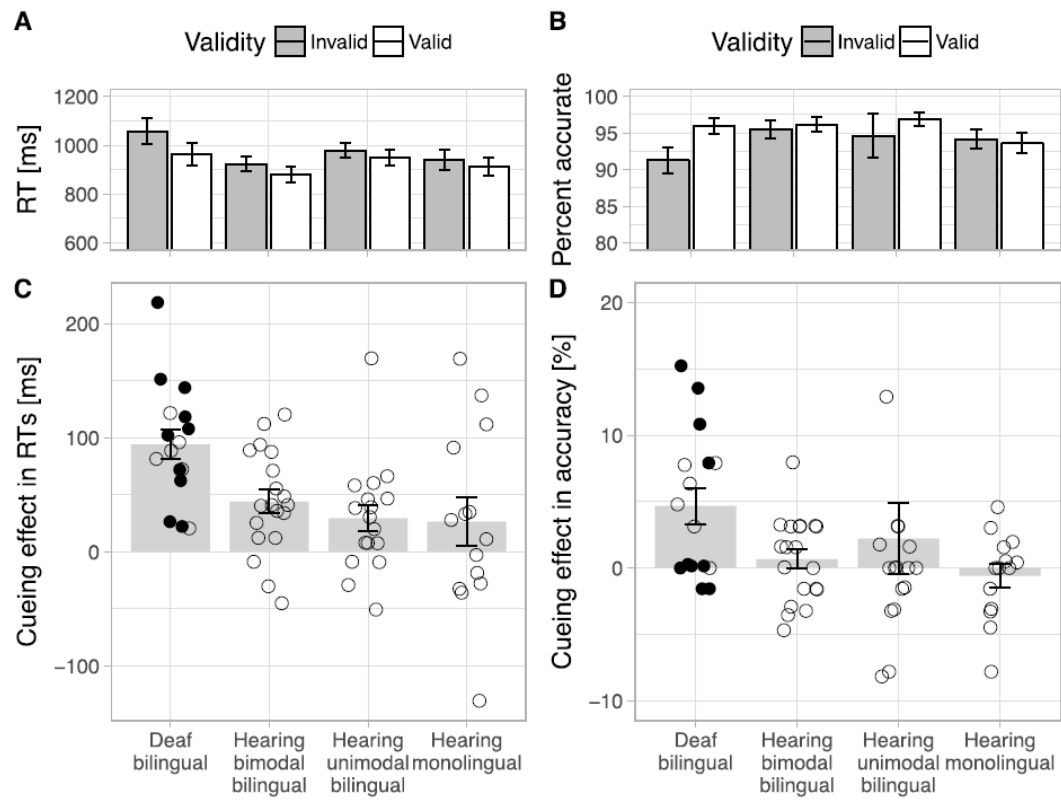 A
Validity Invalid Valid
RT [ms]
1200
1000
800
600
B
Validity Invalid Valid
Percent accurate
100
95
90
85
80
C
Cueing effect in RTs [ms]
200
100
0
−100
Deaf
bilingual
Hearing
bimodal
bilingual
Hearing
unimodal
bilingual
Hearing
monolingual
D
Cueing effect in accuracy [%]
20
10
0
−10
Deaf
bilingual
Hearing
bimodal
bilingual
Hearing
unimodal
bilingual
Hearing
monolingual